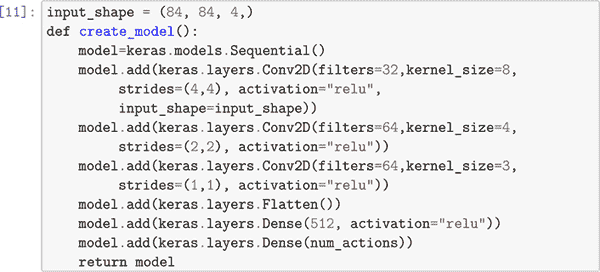 [11]: input_shape = (84, 84, 4,)
def create_model():
    model=keras.models.Sequential()
    model.add(keras.layers.Conv2D(filters=32,kernel_size=8,
        strides=(4,4), activation="relu",
        input_shape=input_shape))
    model.add(keras.layers.Conv2D(filters=64,kernel_size=4,
        strides=(2,2), activation="relu"))
    model.add(keras.layers.Conv2D(filters=64,kernel_size=3,
        strides=(1,1), activation="relu"))
    model.add(keras.layers.Flatten())
    model.add(keras.layers.Dense(512, activation="relu"))
    model.add(keras.layers.Dense(num_actions))
    return model